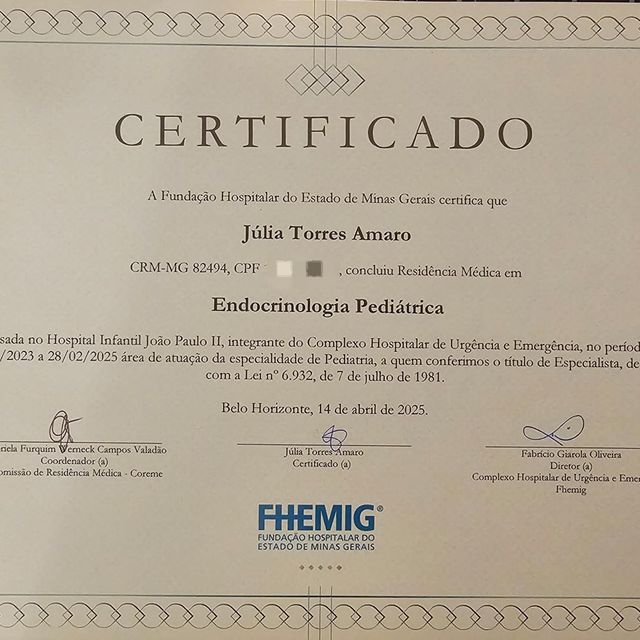 CERTIFICADO
A Fundação Hospitalar do Estado de Minas Gerais certifica que
Júlia Torres Amaro
CRM-MG 82494, CPF , concluiu Residência Médica em
Endocrinologia Pediátrica
sada no Hospital Infantil João Paulo II, integrante do Complexo Hospitalar de Urgência e Emergência, no períod
/2023 a 28/02/2025 área de atuação da especialidade de Pediatria, a quem conferimos o título de Especialista, de
com a Lei nº 6.932, de 7 de julho de 1981.
Belo Horizonte, 14 de abril de 2025.
riela Furquim Werneck Campos Valadão
Coordenador (a)
omissão de Residência Médica - Coreme
Júlia Torres Amaro
Certificado (a)
Fabrício Giarola Oliveira
Diretor (a)
Complexo Hospitalar de Urgência e Eme
Fhemig
FHEMIG®
FUNDAÇÃO HOSPITALAR DO
ESTADO DE MINAS GERAIS